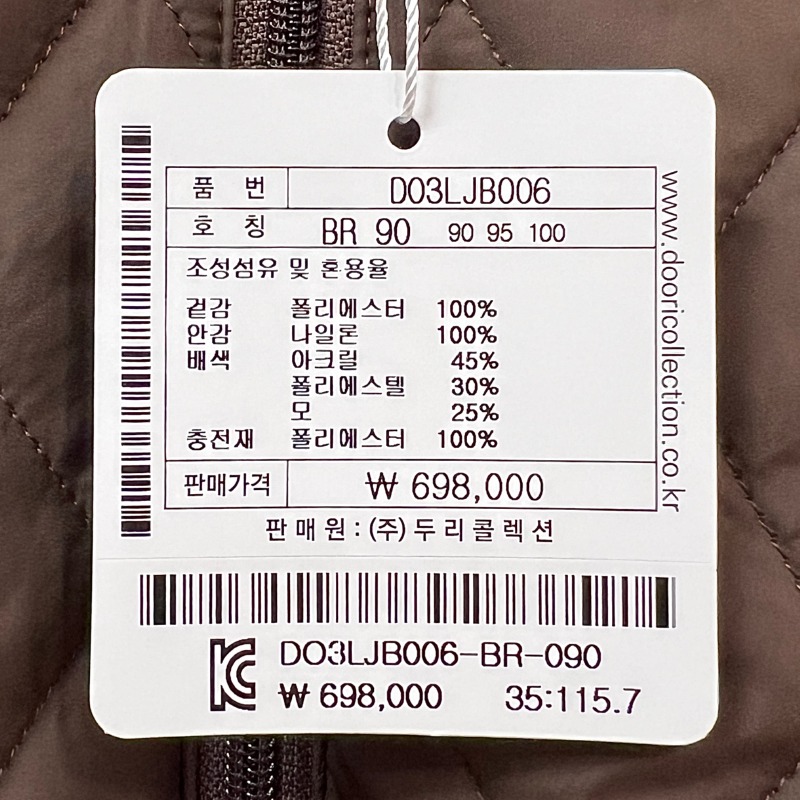 품 번 D03LJB006
호 칭 BR 90 90 95 100
조성섬유 및 혼용율
겉감 폴리에스터 100%
안감 나일론 100%
배색 아크릴 45%
폴리에스텔 30%
모 25%
충전재 폴리에스터 100%
판매가격 ₩ 698,000
판매원 : (주)두리콜렉션
www.dooricollection.co.kr
DO3LJB006-BR-090
₩ 698,000 35:115.7